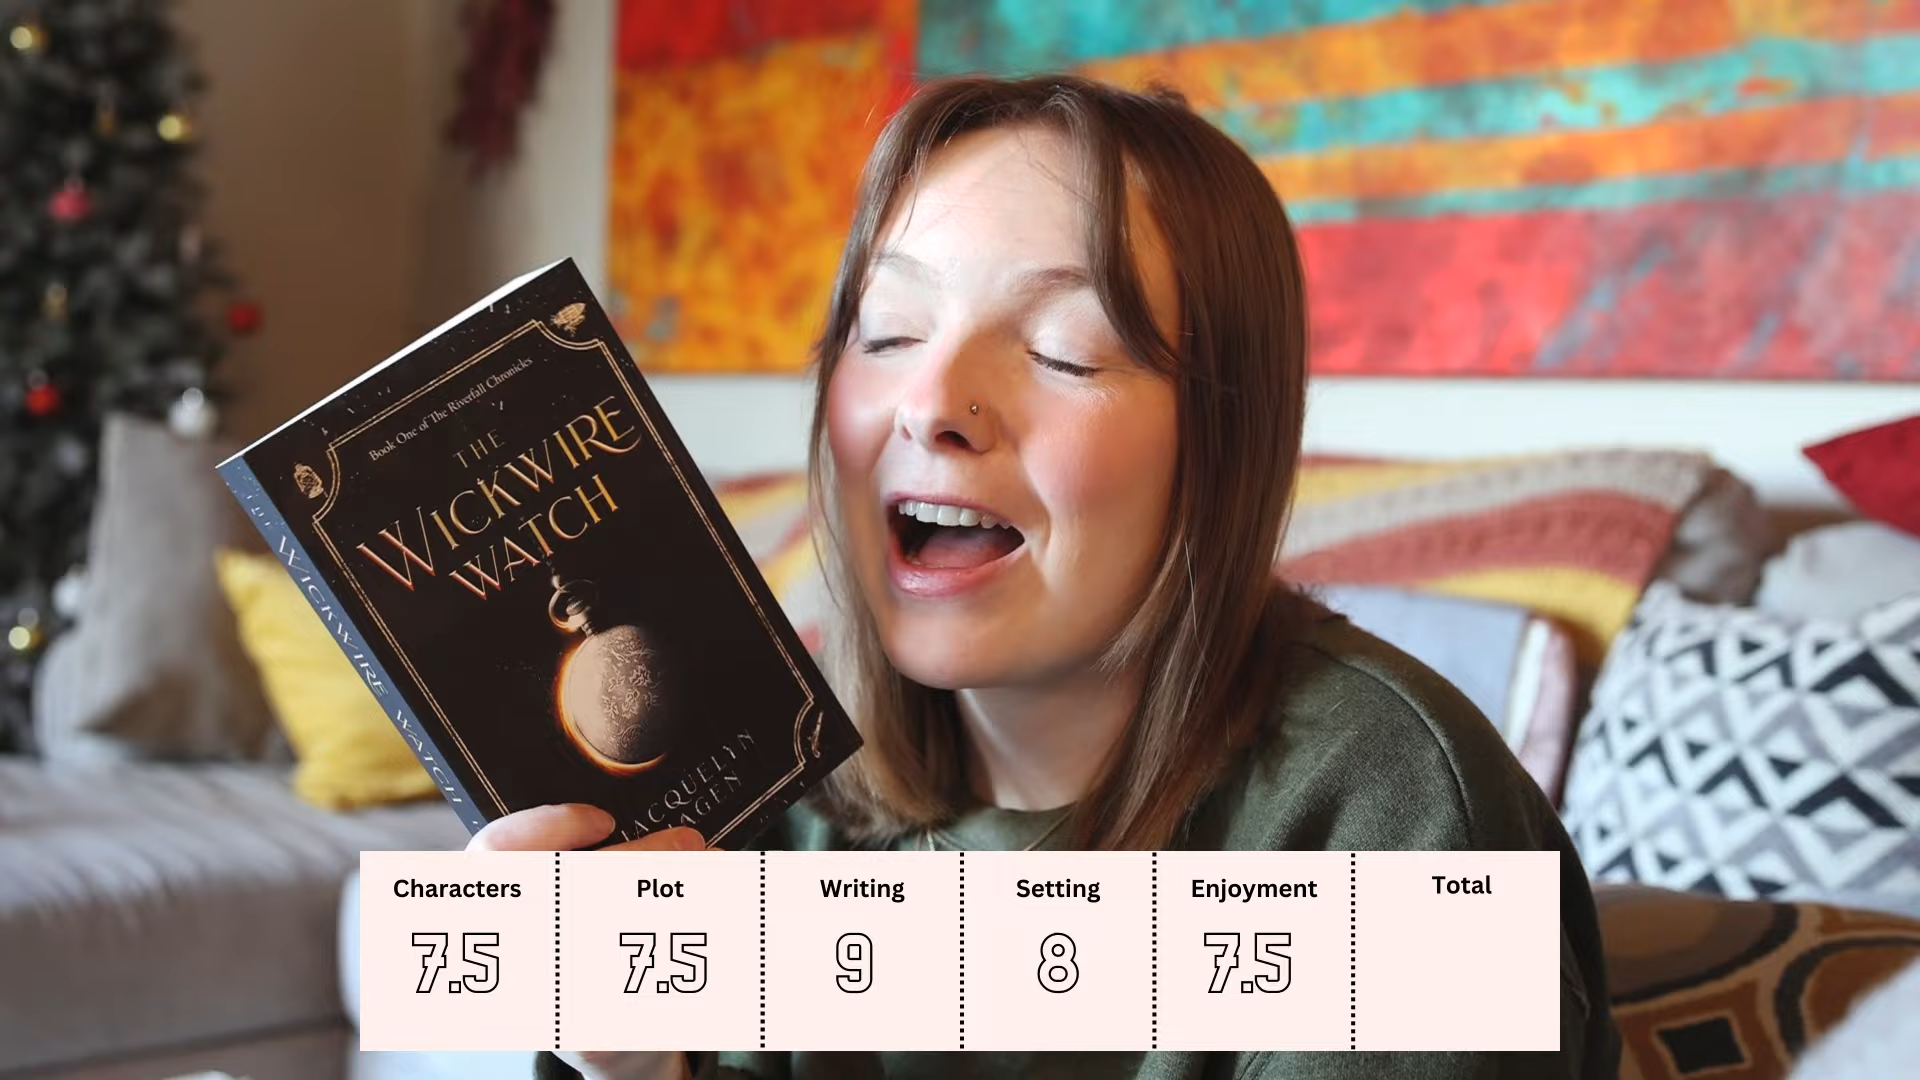 Book One of The Riverfall Chronicles
THE
WICKWIRE
WATCH
JACQUELYN
WICKWIRE WATCH
Characters
Plot
Writing
Setting
Enjoyment
Total
7.5
7.5
9
8
7.5